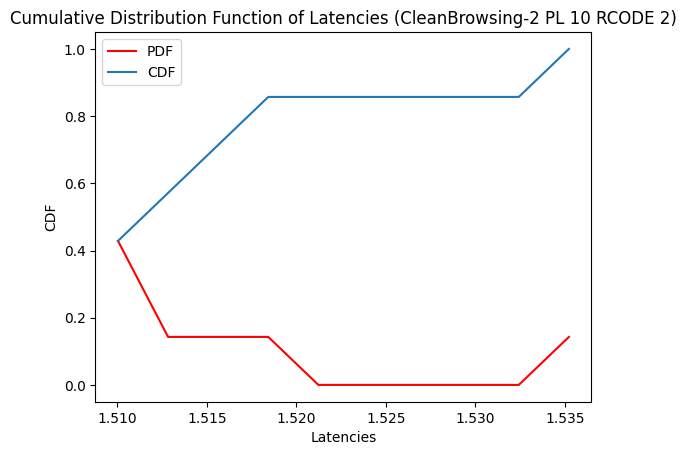 Cumulative Distribution Function of Latencies (CleanBrowsing-2 PL 10 RCODE 2)
PDF
CDF
1.0
0.8
0.6
0.4
0.2
0.0
CDF
1.510
1.515
1.520
1.525
1.530
1.535
Latencies